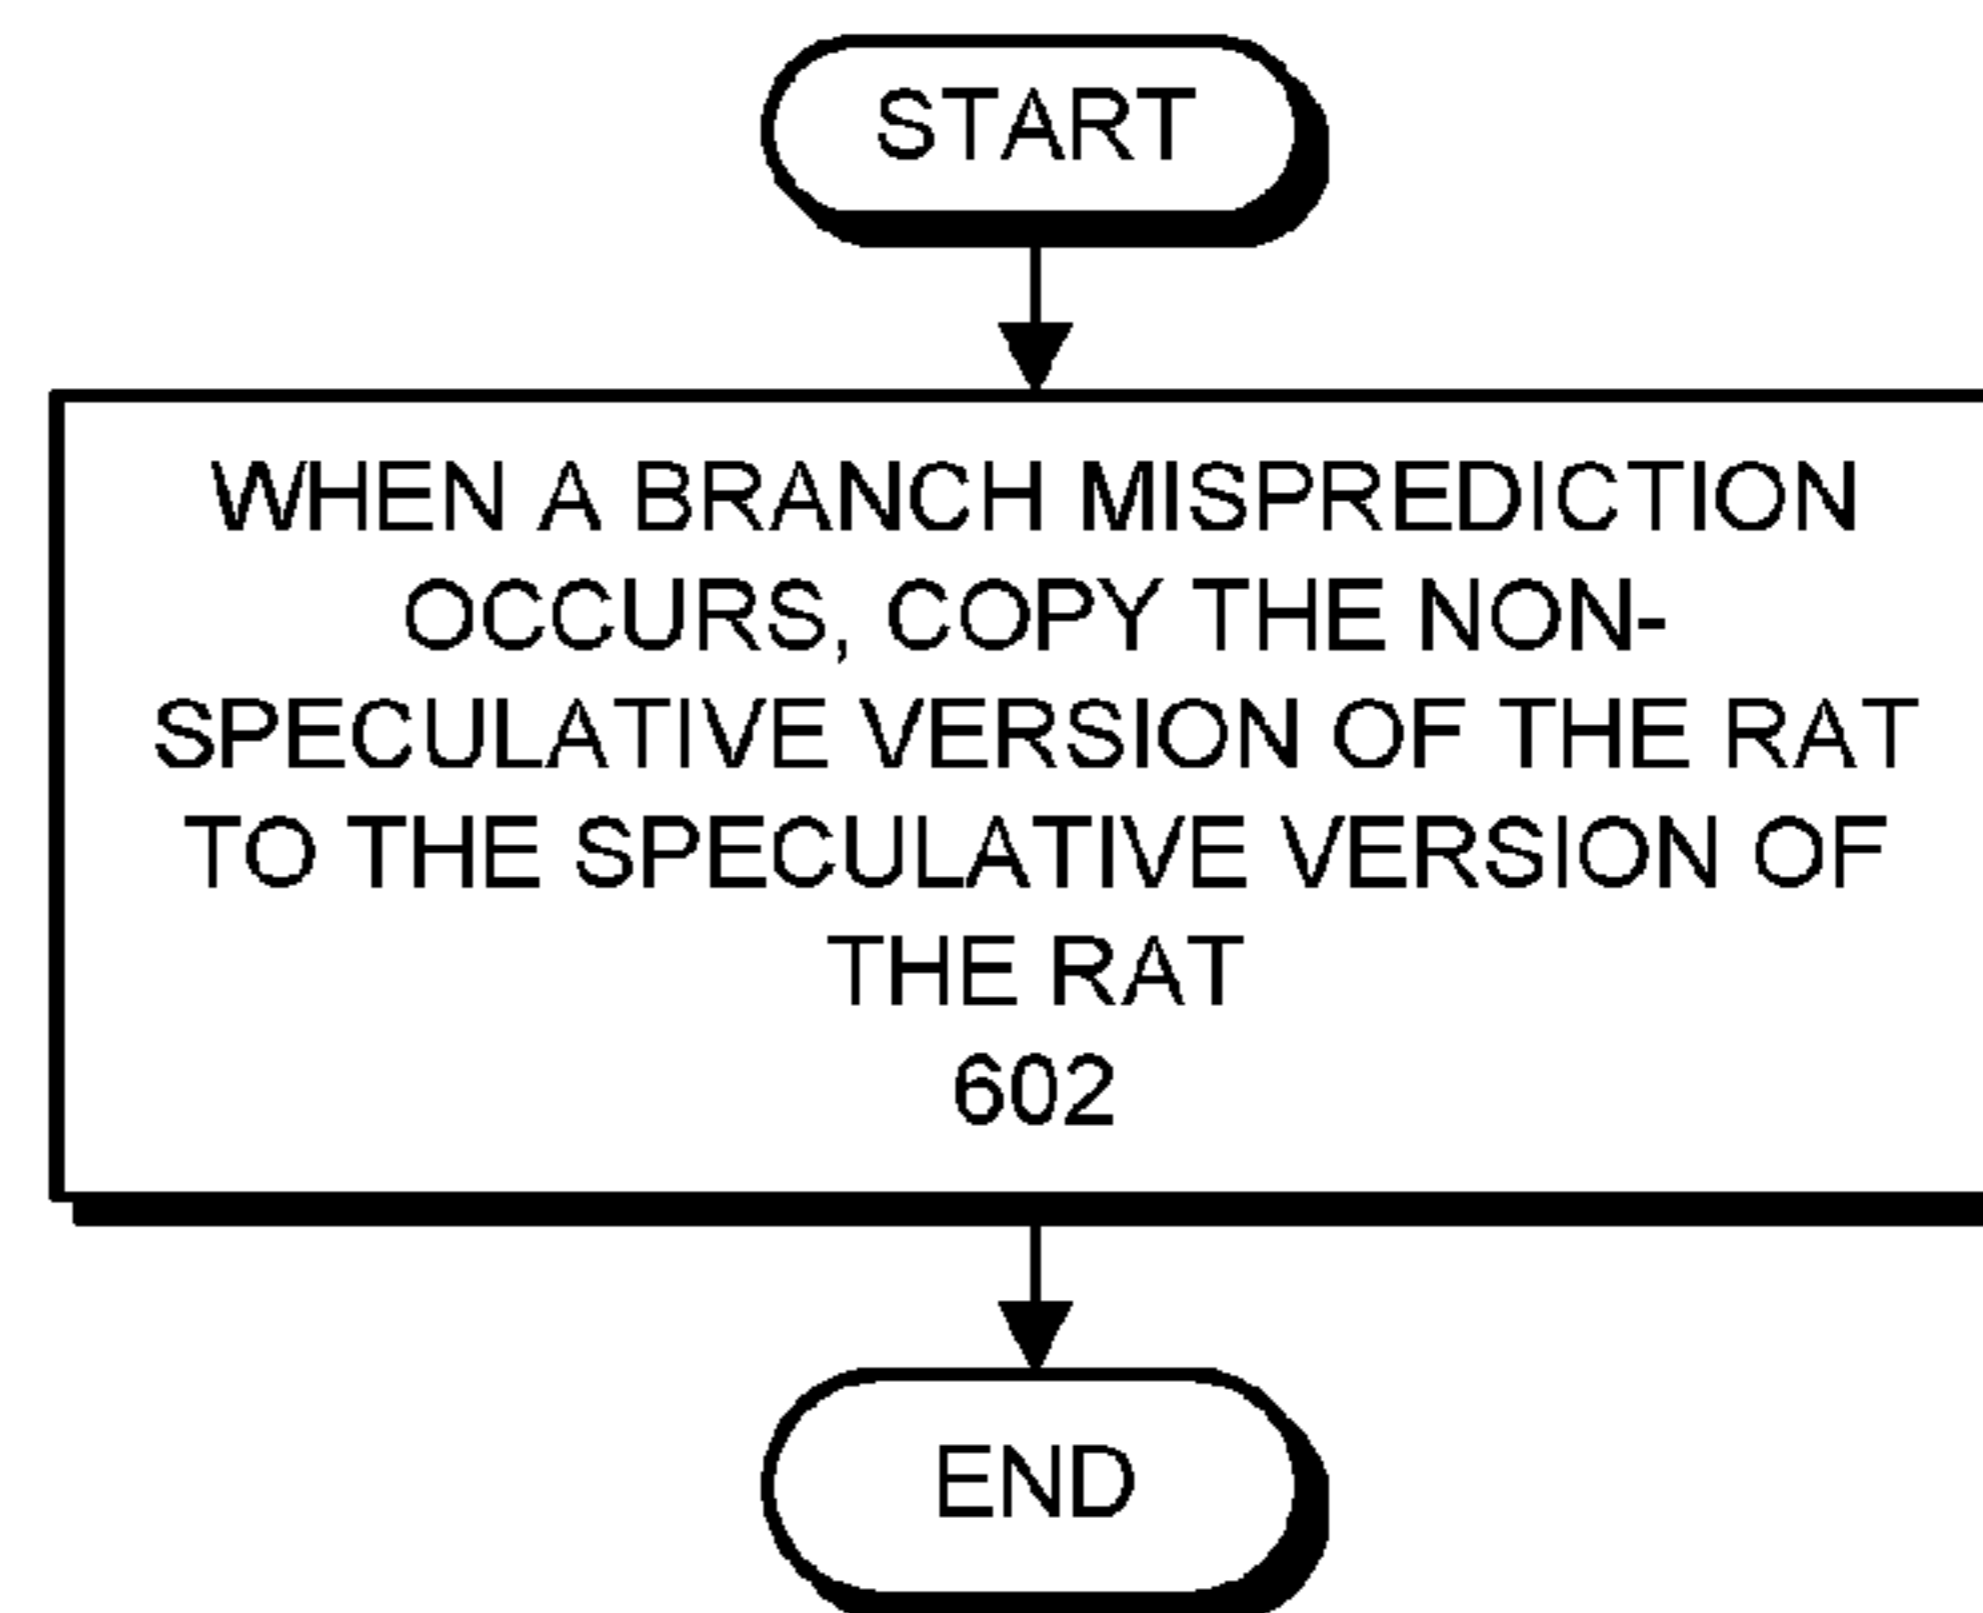 START
WHEN A BRANCH MISPREDICTION
OCCURS, COPY THE NON-
SPECULATIVE VERSION OF THE RAT
TO THE SPECULATIVE VERSION OF
THE RAT
602
END